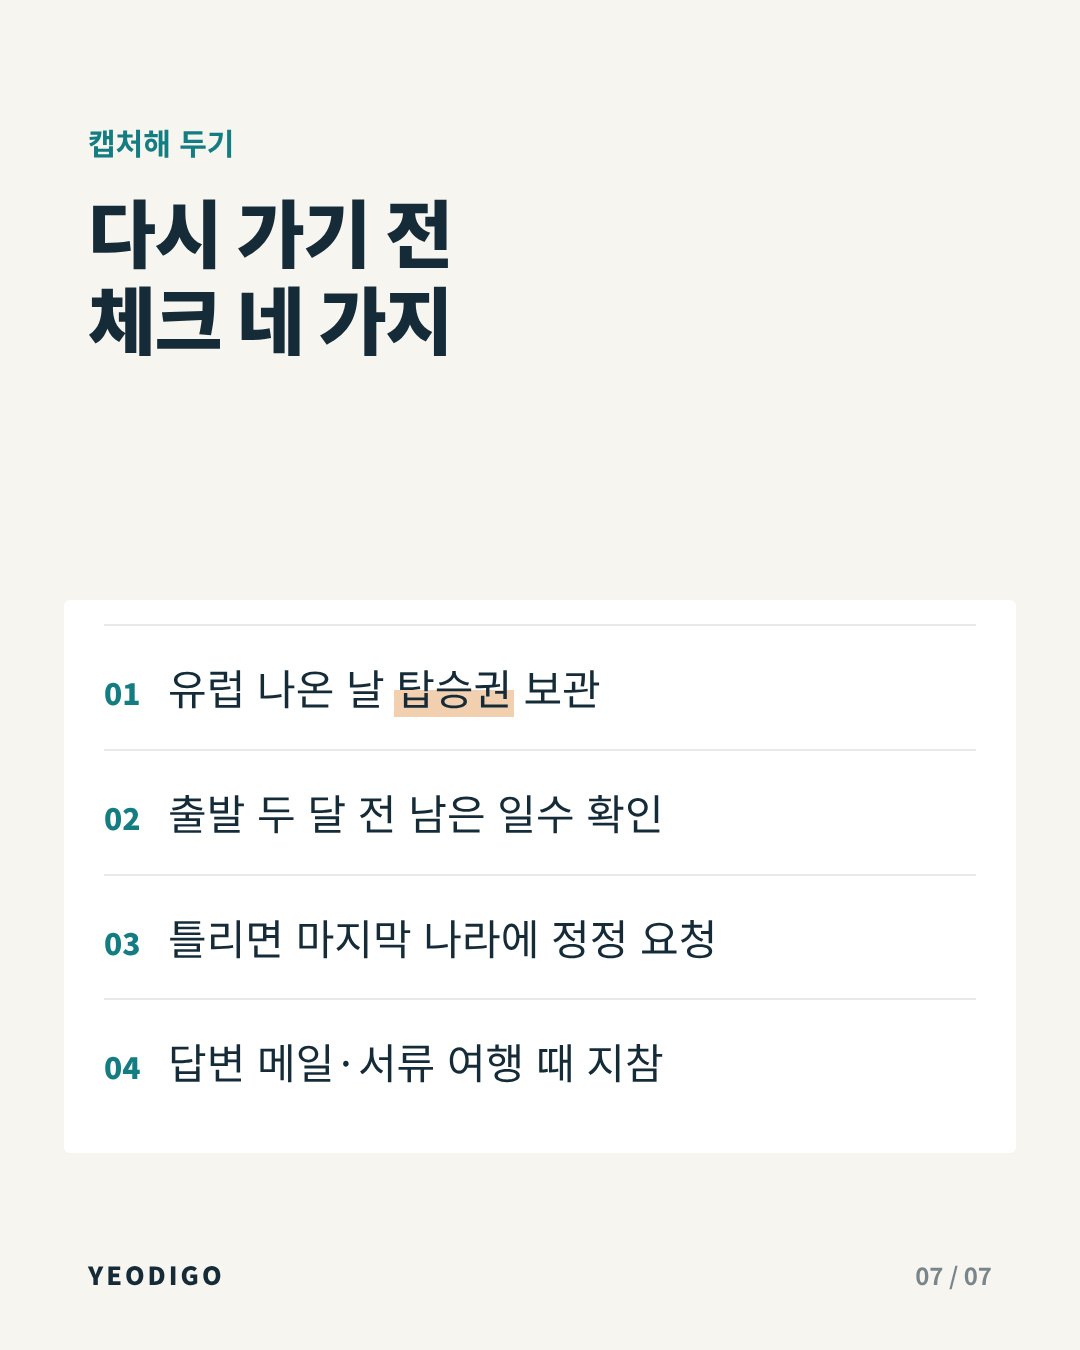 캡처해 두기
다시 가기 전
체크 네 가지
01 유럽 나온 날 탑승권 보관
02 출발 두 달 전 남은 일수 확인
03 틀리면 마지막 나라에 정정 요청
04 답변 메일·서류 여행 때 지참
YEODIGO
07 / 07